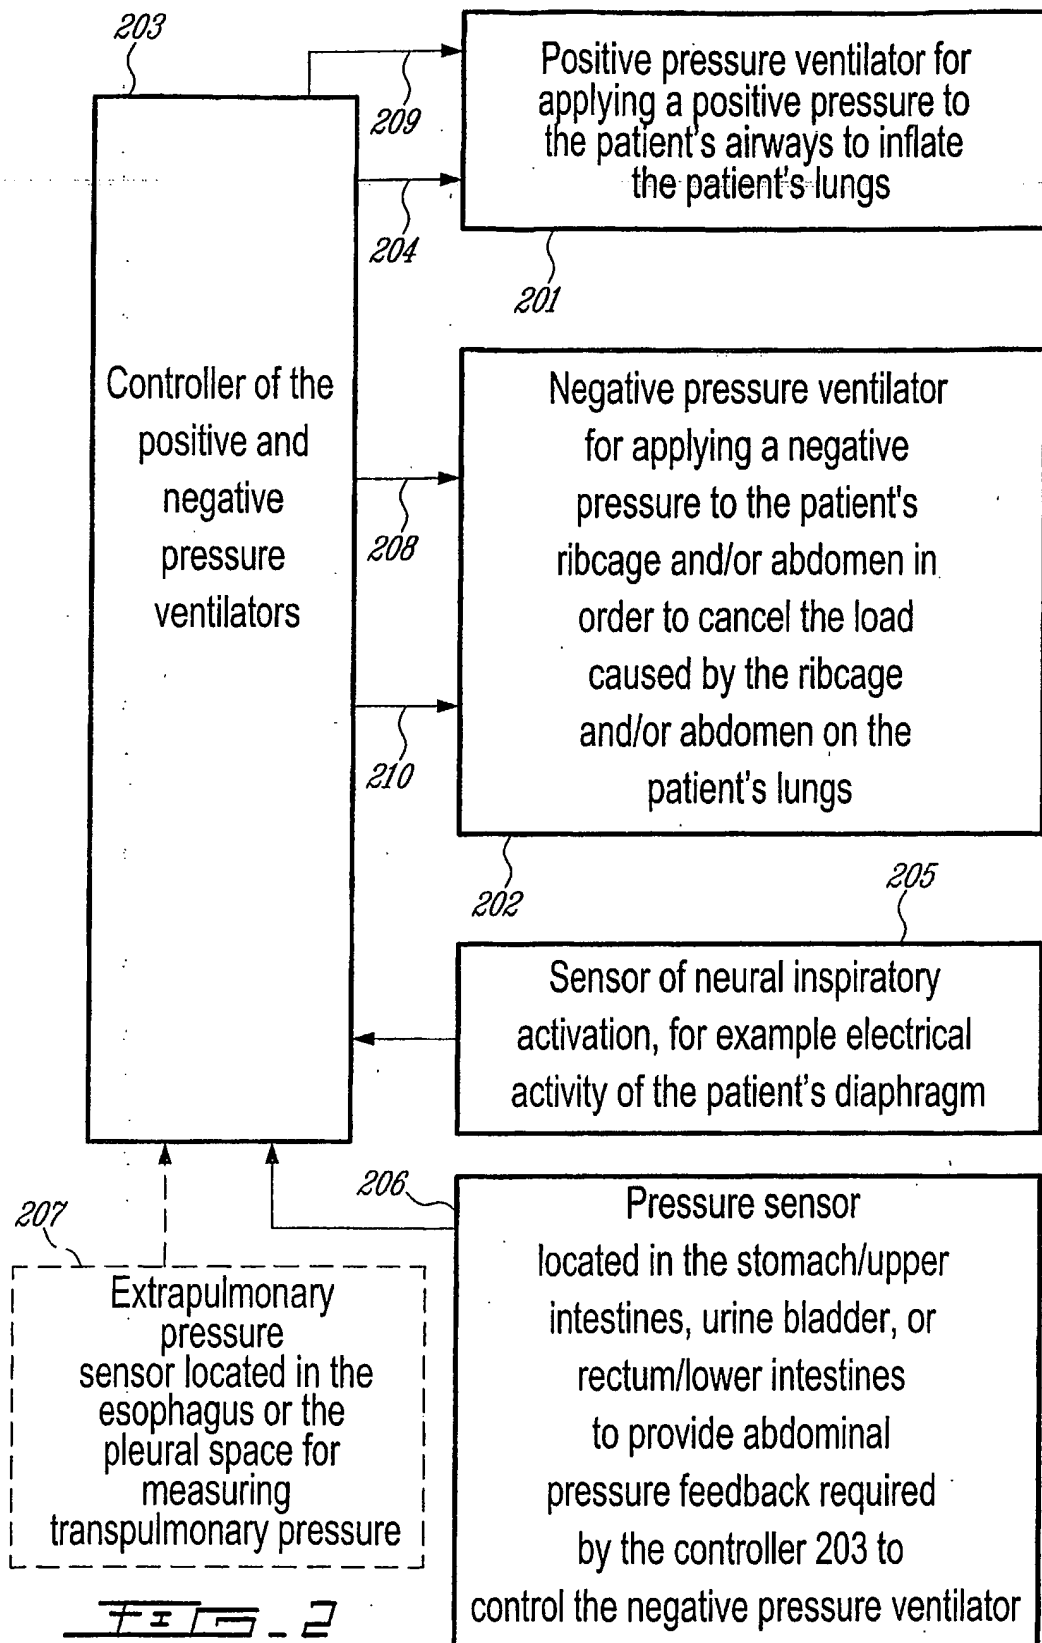 203
209
Positive pressure ventilator for
applying a positive pressure to
the patient's airways to inflate
the patient's lungs
204
201
Controller of the
positive and
negative
pressure
ventilators
208
210
Negative pressure ventilator
for applying a negative
pressure to the patient's
ribcage and/or abdomen in
order to cancel the load
caused by the ribcage
and/or abdomen on the
patient's lungs
202
205
Sensor of neural inspiratory
activation, for example electrical
activity of the patient's diaphragm
206
207
Extrapulmonary
pressure
sensor located in the
esophagus or the
pleural space for
measuring
transpulmonary pressure
Pressure sensor
located in the stomach/upper
intestines, urine bladder, or
rectum/lower intestines
to provide abdominal
pressure feedback required
by the controller 203 to
control the negative pressure ventilator
FIG_2